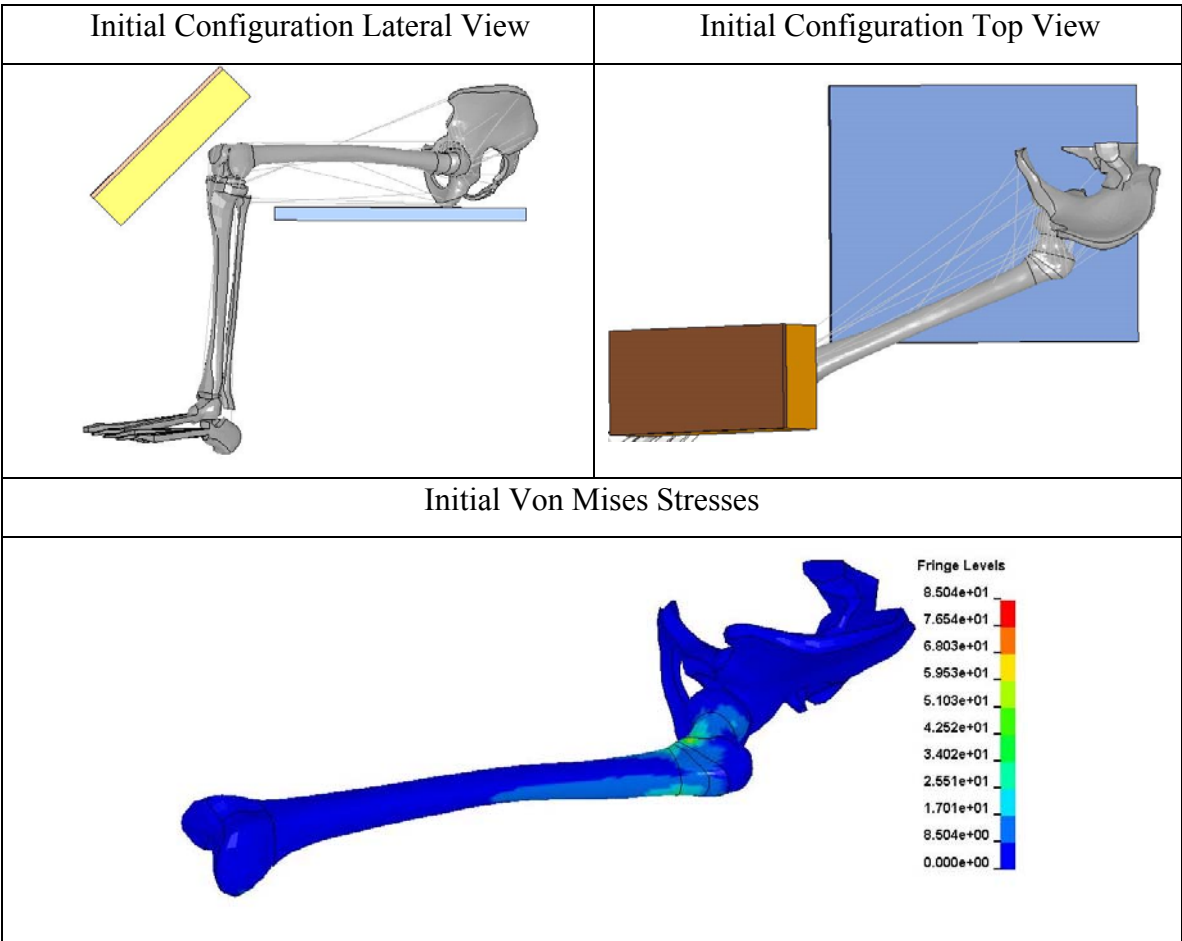 Initial Configuration Lateral View
Initial Configuration Top View
Initial Von Mises Stresses
Fringe Levels
8.504e+01
7.654e+01
6.803e+01
5.953e+01
5.103e+01
4.252e+01
3.402e+01
2.551e+01
1.701e+01
8.504e+00
0.000e+00